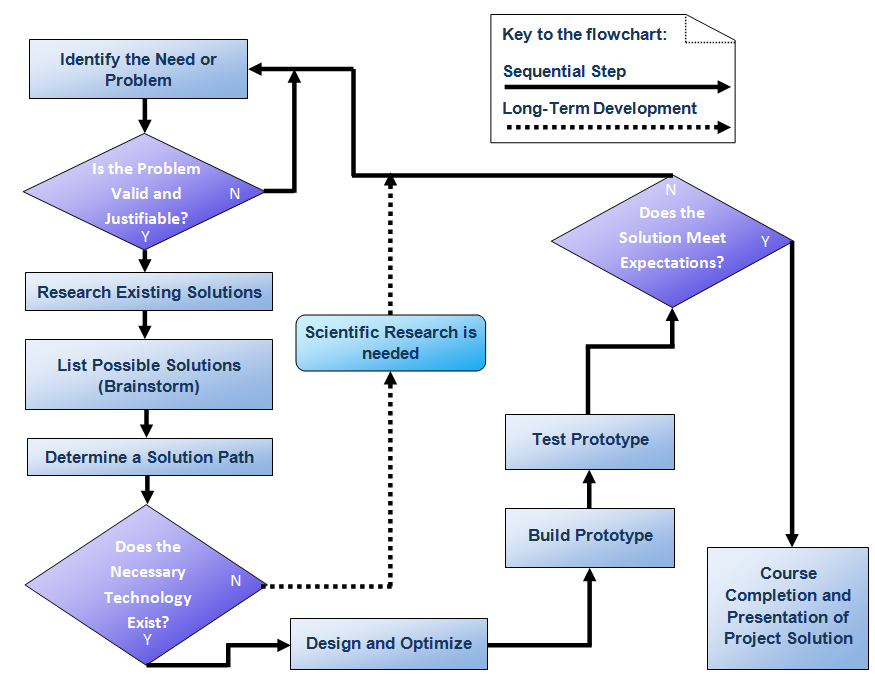 Key to the flowchart:
Sequential Step
Long-Term Development
Identify the Need or
Problem
Is the Problem
Valid and
Justifiable?
N
Y
Research Existing Solutions
List Possible Solutions
(Brainstorm)
Determine a Solution Path
Does the
Necessary
Technology
Exist?
N
Y
Scientific Research is
needed
Design and Optimize
Build Prototype
Test Prototype
N
Does the
Solution Meet
Expectations?
Y
Course
Completion and
Presentation of
Project Solution